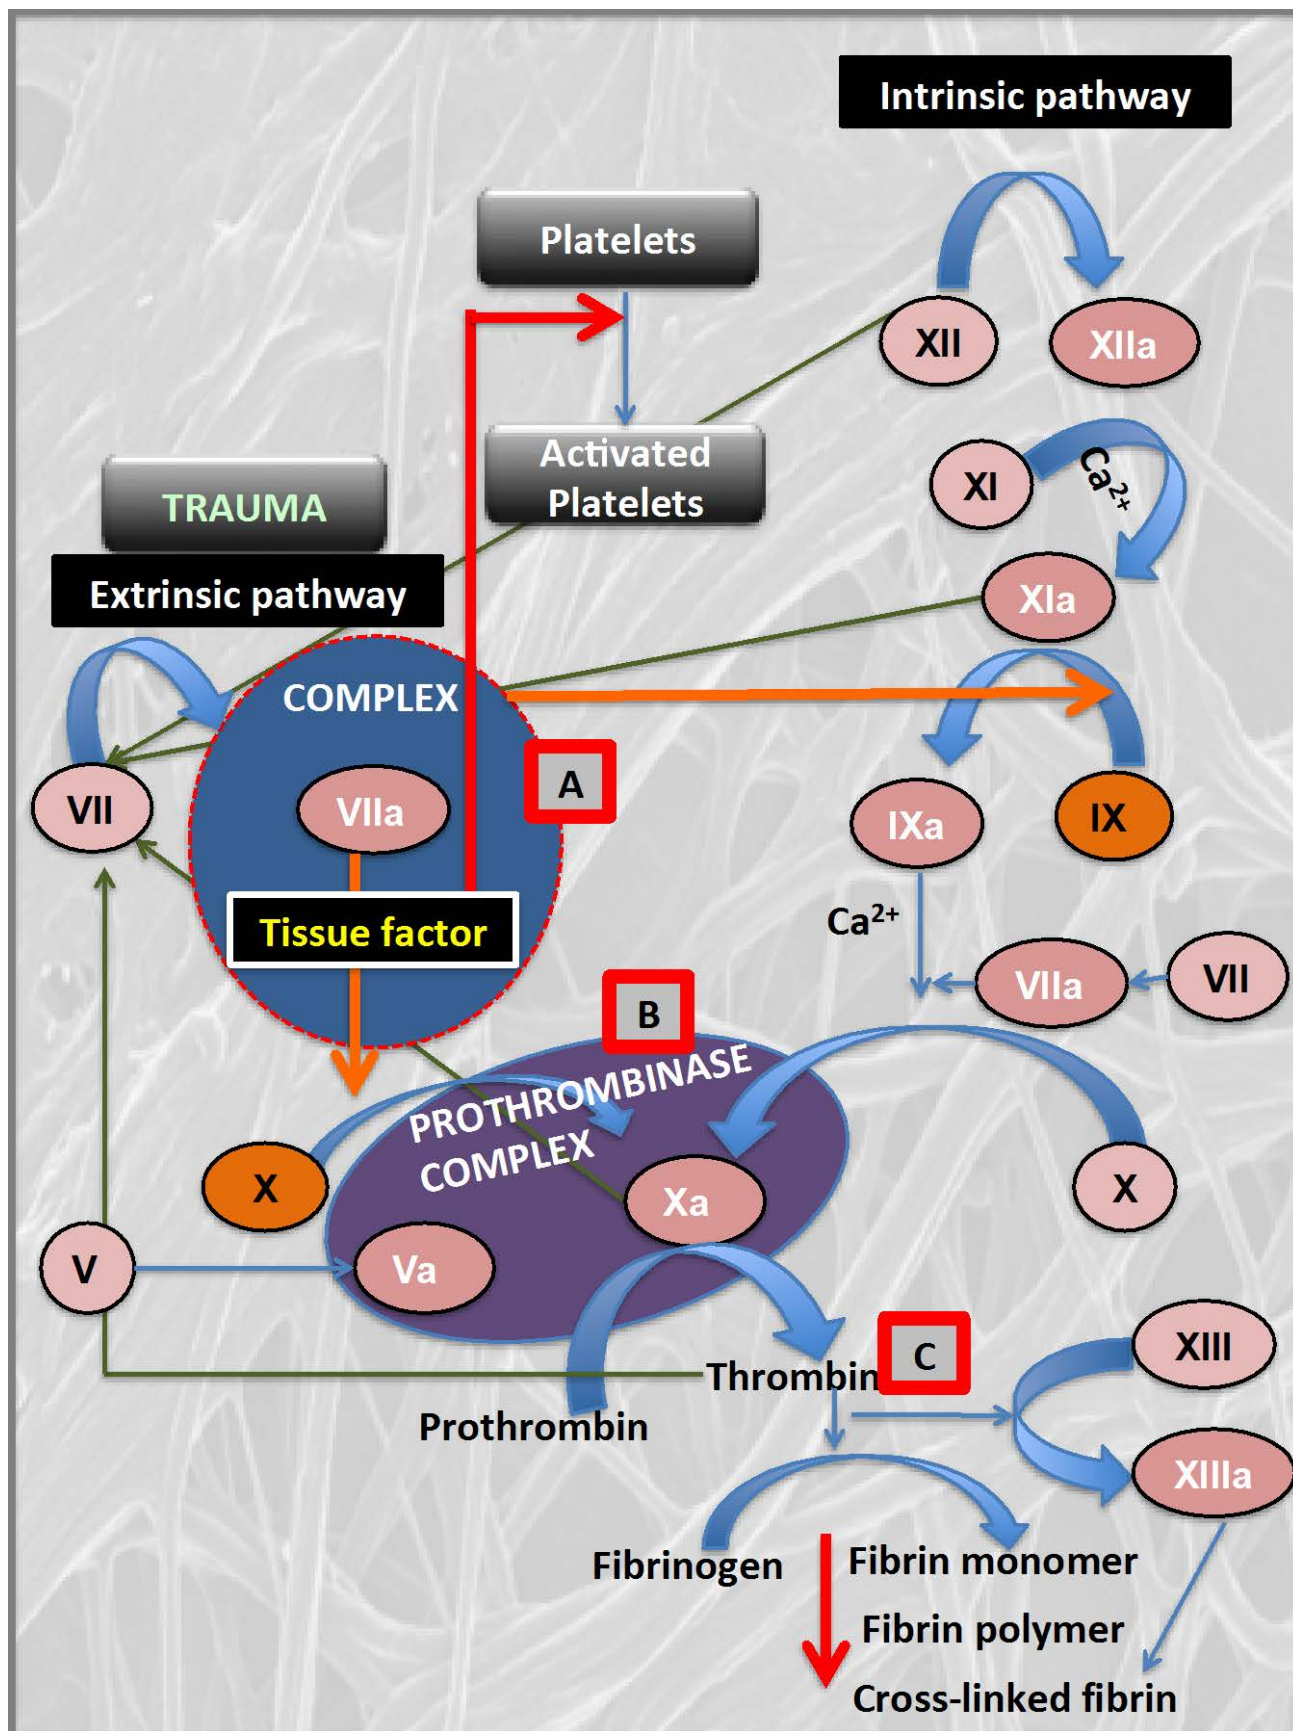 Intrinsic pathway
Platelets
XII
XIIa
Activated
Platelets
XI
Ca2+
TRAUMA
Extrinsic pathway
XIa
COMPLEX
A
VII
VIIa
IXa
IX
Tissue factor
Ca2+
VIIa
VII
B
PROTHROMBINASE
COMPLEX
X
Xa
X
V
Va
Thrombin
C
XIII
Prothrombin
XIIIa
Fibrinogen
Fibrin monomer
Fibrin polymer
Cross-linked fibrin